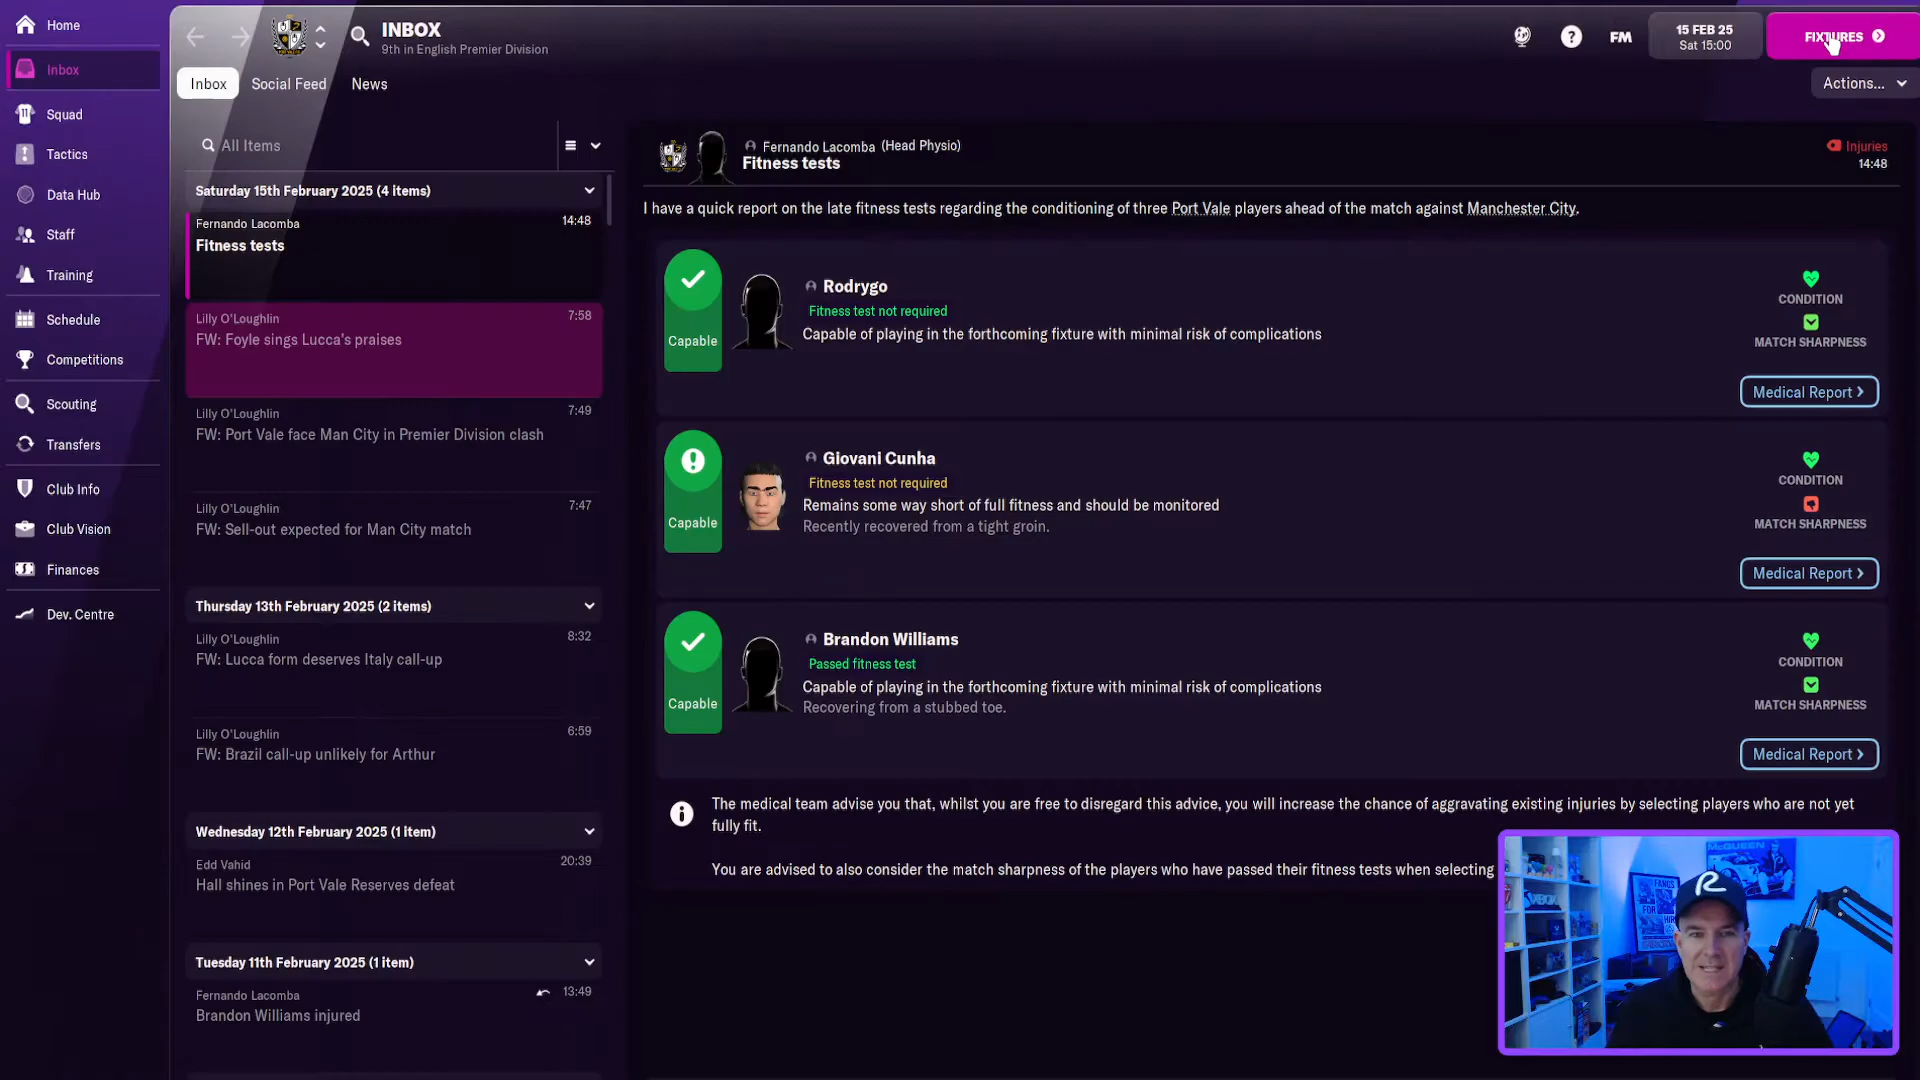 Home
INBOX
9th in English Premier Division
FM
15 FEB 25
Sat 15:00
FIXTURES
Inbox
Inbox
Social Feed
News
Actions...
Squad
Tactics
Data Hub
Staff
Training
Schedule
Competitions
Scouting
Transfers
Club Info
Club Vision
Finances
Dev. Centre
All Items
Saturday 15th February 2025 (4 items)
Fernando Lacomba
14:48
Fitness tests
Lilly O'Loughlin
7:58
FW: Foyle sings Lucca's praises
Lilly O'Loughlin
7:49
FW: Port Vale face Man City in Premier Division clash
Lilly O'Loughlin
7:47
FW: Sell-out expected for Man City match
Thursday 13th February 2025 (2 items)
Lilly O'Loughlin
8:32
FW: Lucca form deserves Italy call-up
Lilly O'Loughlin
6:59
FW: Brazil call-up unlikely for Arthur
Wednesday 12th February 2025 (1 item)
Edd Vahid
20:39
Hall shines in Port Vale Reserves defeat
Tuesday 11th February 2025 (1 item)
Fernando Lacomba
13:49
Brandon Williams injured
Fernando Lacomba (Head Physio)
Fitness tests
Injuries
14:48
I have a quick report on the late fitness tests regarding the conditioning of three Port Vale players ahead of the match against Manchester City.
Capable
Rodrygo
Fitness test not required
Capable of playing in the forthcoming fixture with minimal risk of complications
CONDITION
MATCH SHARPNESS
Medical Report >
Capable
Giovani Cunha
Fitness test not required
Remains some way short of full fitness and should be monitored
Recently recovered from a tight groin.
CONDITION
MATCH SHARPNESS
Medical Report >
Capable
Brandon Williams
Passed fitness test
Capable of playing in the forthcoming fixture with minimal risk of complications
Recovering from a stubbed toe.
CONDITION
MATCH SHARPNESS
Medical Report >
The medical team advise you that, whilst you are free to disregard this advice, you will increase the chance of aggravating existing injuries by selecting players who are not yet
fully fit.
You are advised to also consider the match sharpness of the players who have passed their fitness tests when selecting
McQUEEN
FANGS
FOR
HIRE
XBOX
R